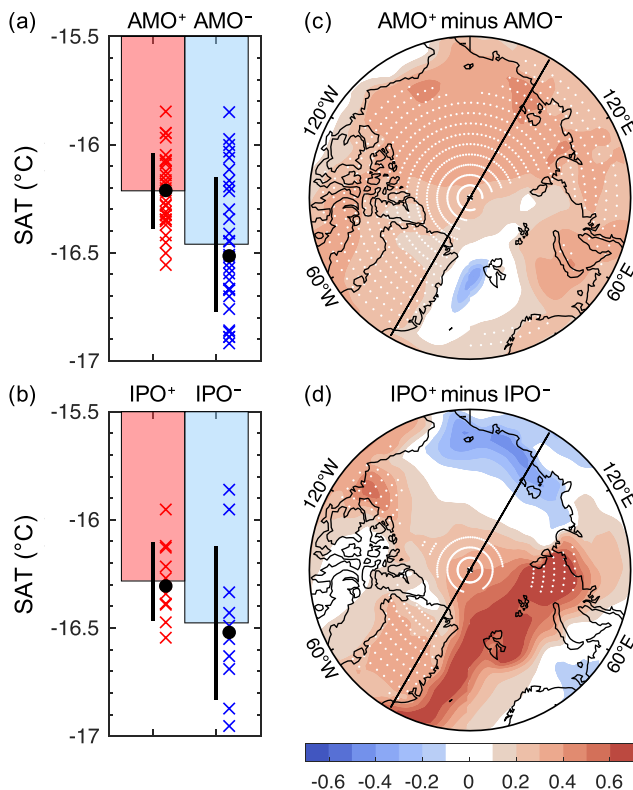 (a) AMO⁺ AMO⁻
-15.5
-16
-16.5
-17
SAT (°C)
(c) AMO⁺ minus AMO⁻
120°W
120°E
60°W
60°E
(b) IPO⁺ IPO⁻
-15.5
-16
-16.5
-17
SAT (°C)
(d) IPO⁺ minus IPO⁻
120°W
120°E
60°W
60°E
-0.6 -0.4 -0.2 0 0.2 0.4 0.6